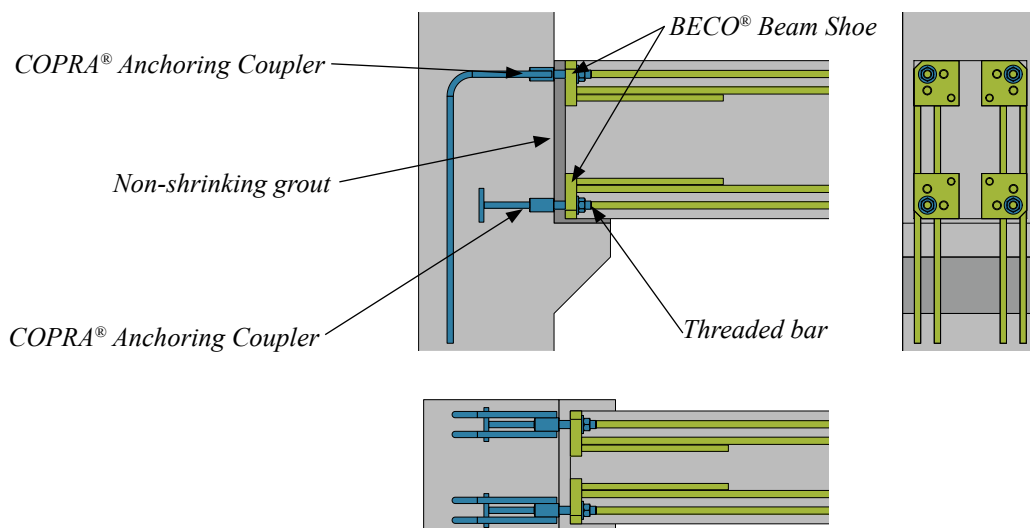 BECO® Beam Shoe
COPRA® Anchoring Coupler
Non-shrinking grout
COPRA® Anchoring Coupler
Threaded bar